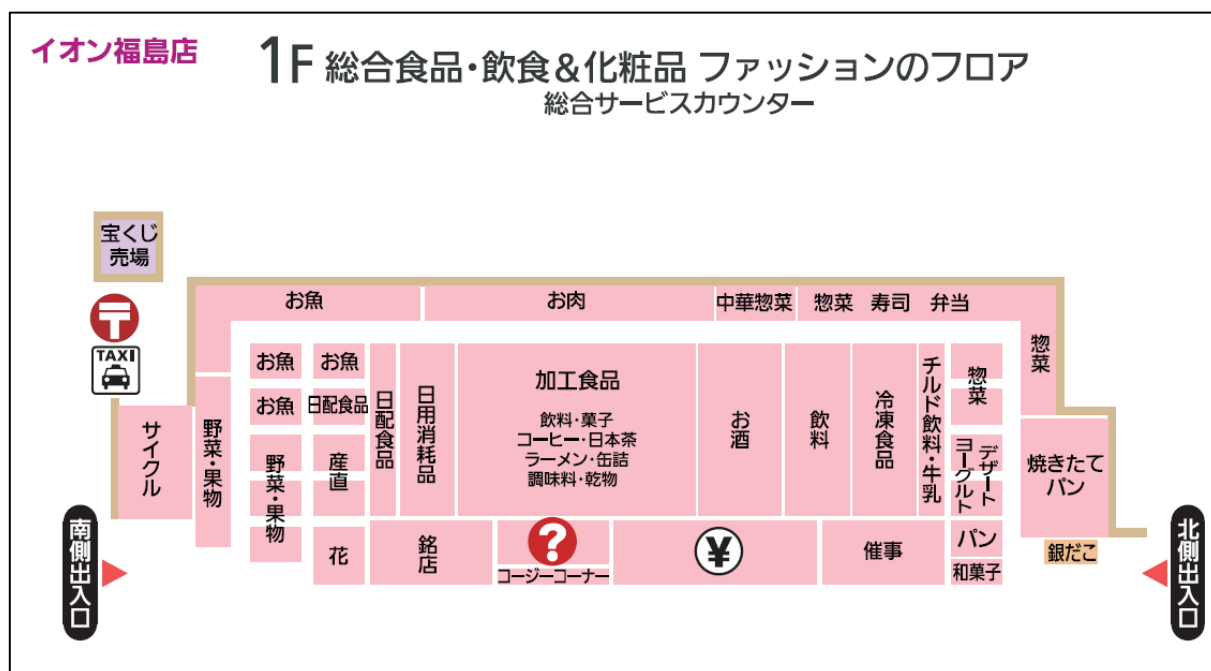 イオン福島店
1F 総合食品・飲食&化粧品 ファッションのフロア
総合サービスカウンター
宝くじ
売場
TAXI
お魚
お肉
中華惣菜
惣菜 寿司 弁当
惣菜
お魚
お魚
お魚
日配食品
日配食品
日用消耗品
加工食品
飲料・菓子
コーヒー・日本茶
ラーメン・缶詰
調味料・乾物
お酒
飲料
冷凍食品
チルド飲料・牛乳
惣菜
デザート
ヨーグルト
焼きたて
パン
サイクル
野菜・果物
野菜・果物
産直
花
銘店
?
コージーコーナー
¥
催事
パン
和菓子
銀だこ
南側出入口
北側出入口